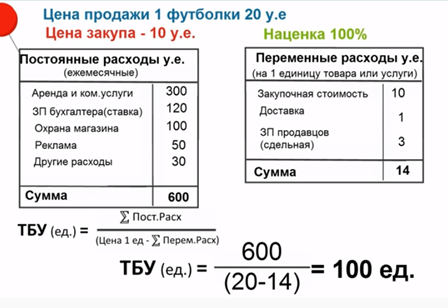 Цена продажи 1 футболки 20 у.е
Цена закупа - 10 у.е.
Наценка 100%
Постоянные расходы у.е.
(ежемесячные)
Аренда и ком.услуги 300
ЗП бухгалтера(ставка) 120
Охрана магазина 100
Реклама 50
Другие расходы 30
Сумма 600
Переменные расходы у.е.
(на 1 единицу товара или услуги)
Закупочная стоимость 10
Доставка 1
ЗП продавцов
(сдельная) 3
Сумма 14
ТБУ (ед.) = ∑ Пост.Расх
(Цена 1 ед - ∑ Перем.Расх)
ТБУ (ед.) = 600
(20-14) = 100 ед.